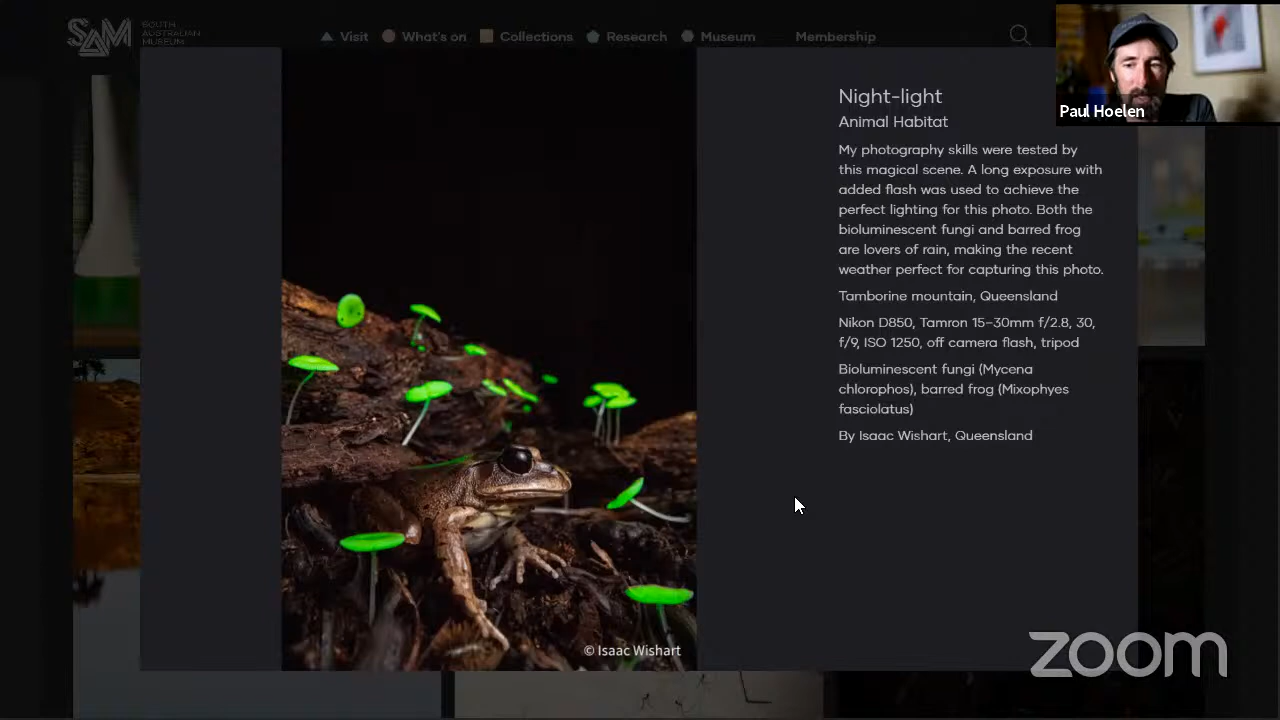 SAM
SOUTH
AUSTRALIAN
MUSEUM
Visit
What's on
Collections
Research
Museum
Membership
Paul Hoelen
Night-light
Animal Habitat
My photography skills were tested by
this magical scene. A long exposure with
added flash was used to achieve the
perfect lighting for this photo. Both the
bioluminescent fungi and barred frog
are lovers of rain, making the recent
weather perfect for capturing this photo.
Tamborine mountain, Queensland
Nikon D850, Tamron 15–30mm f/2.8, 30,
f/9, ISO 1250, off camera flash, tripod
Bioluminescent fungi (Mycena
chlorophos), barred frog (Mixophyes
fasciolatus)
By Isaac Wishart, Queensland
© Isaac Wishart
zoom